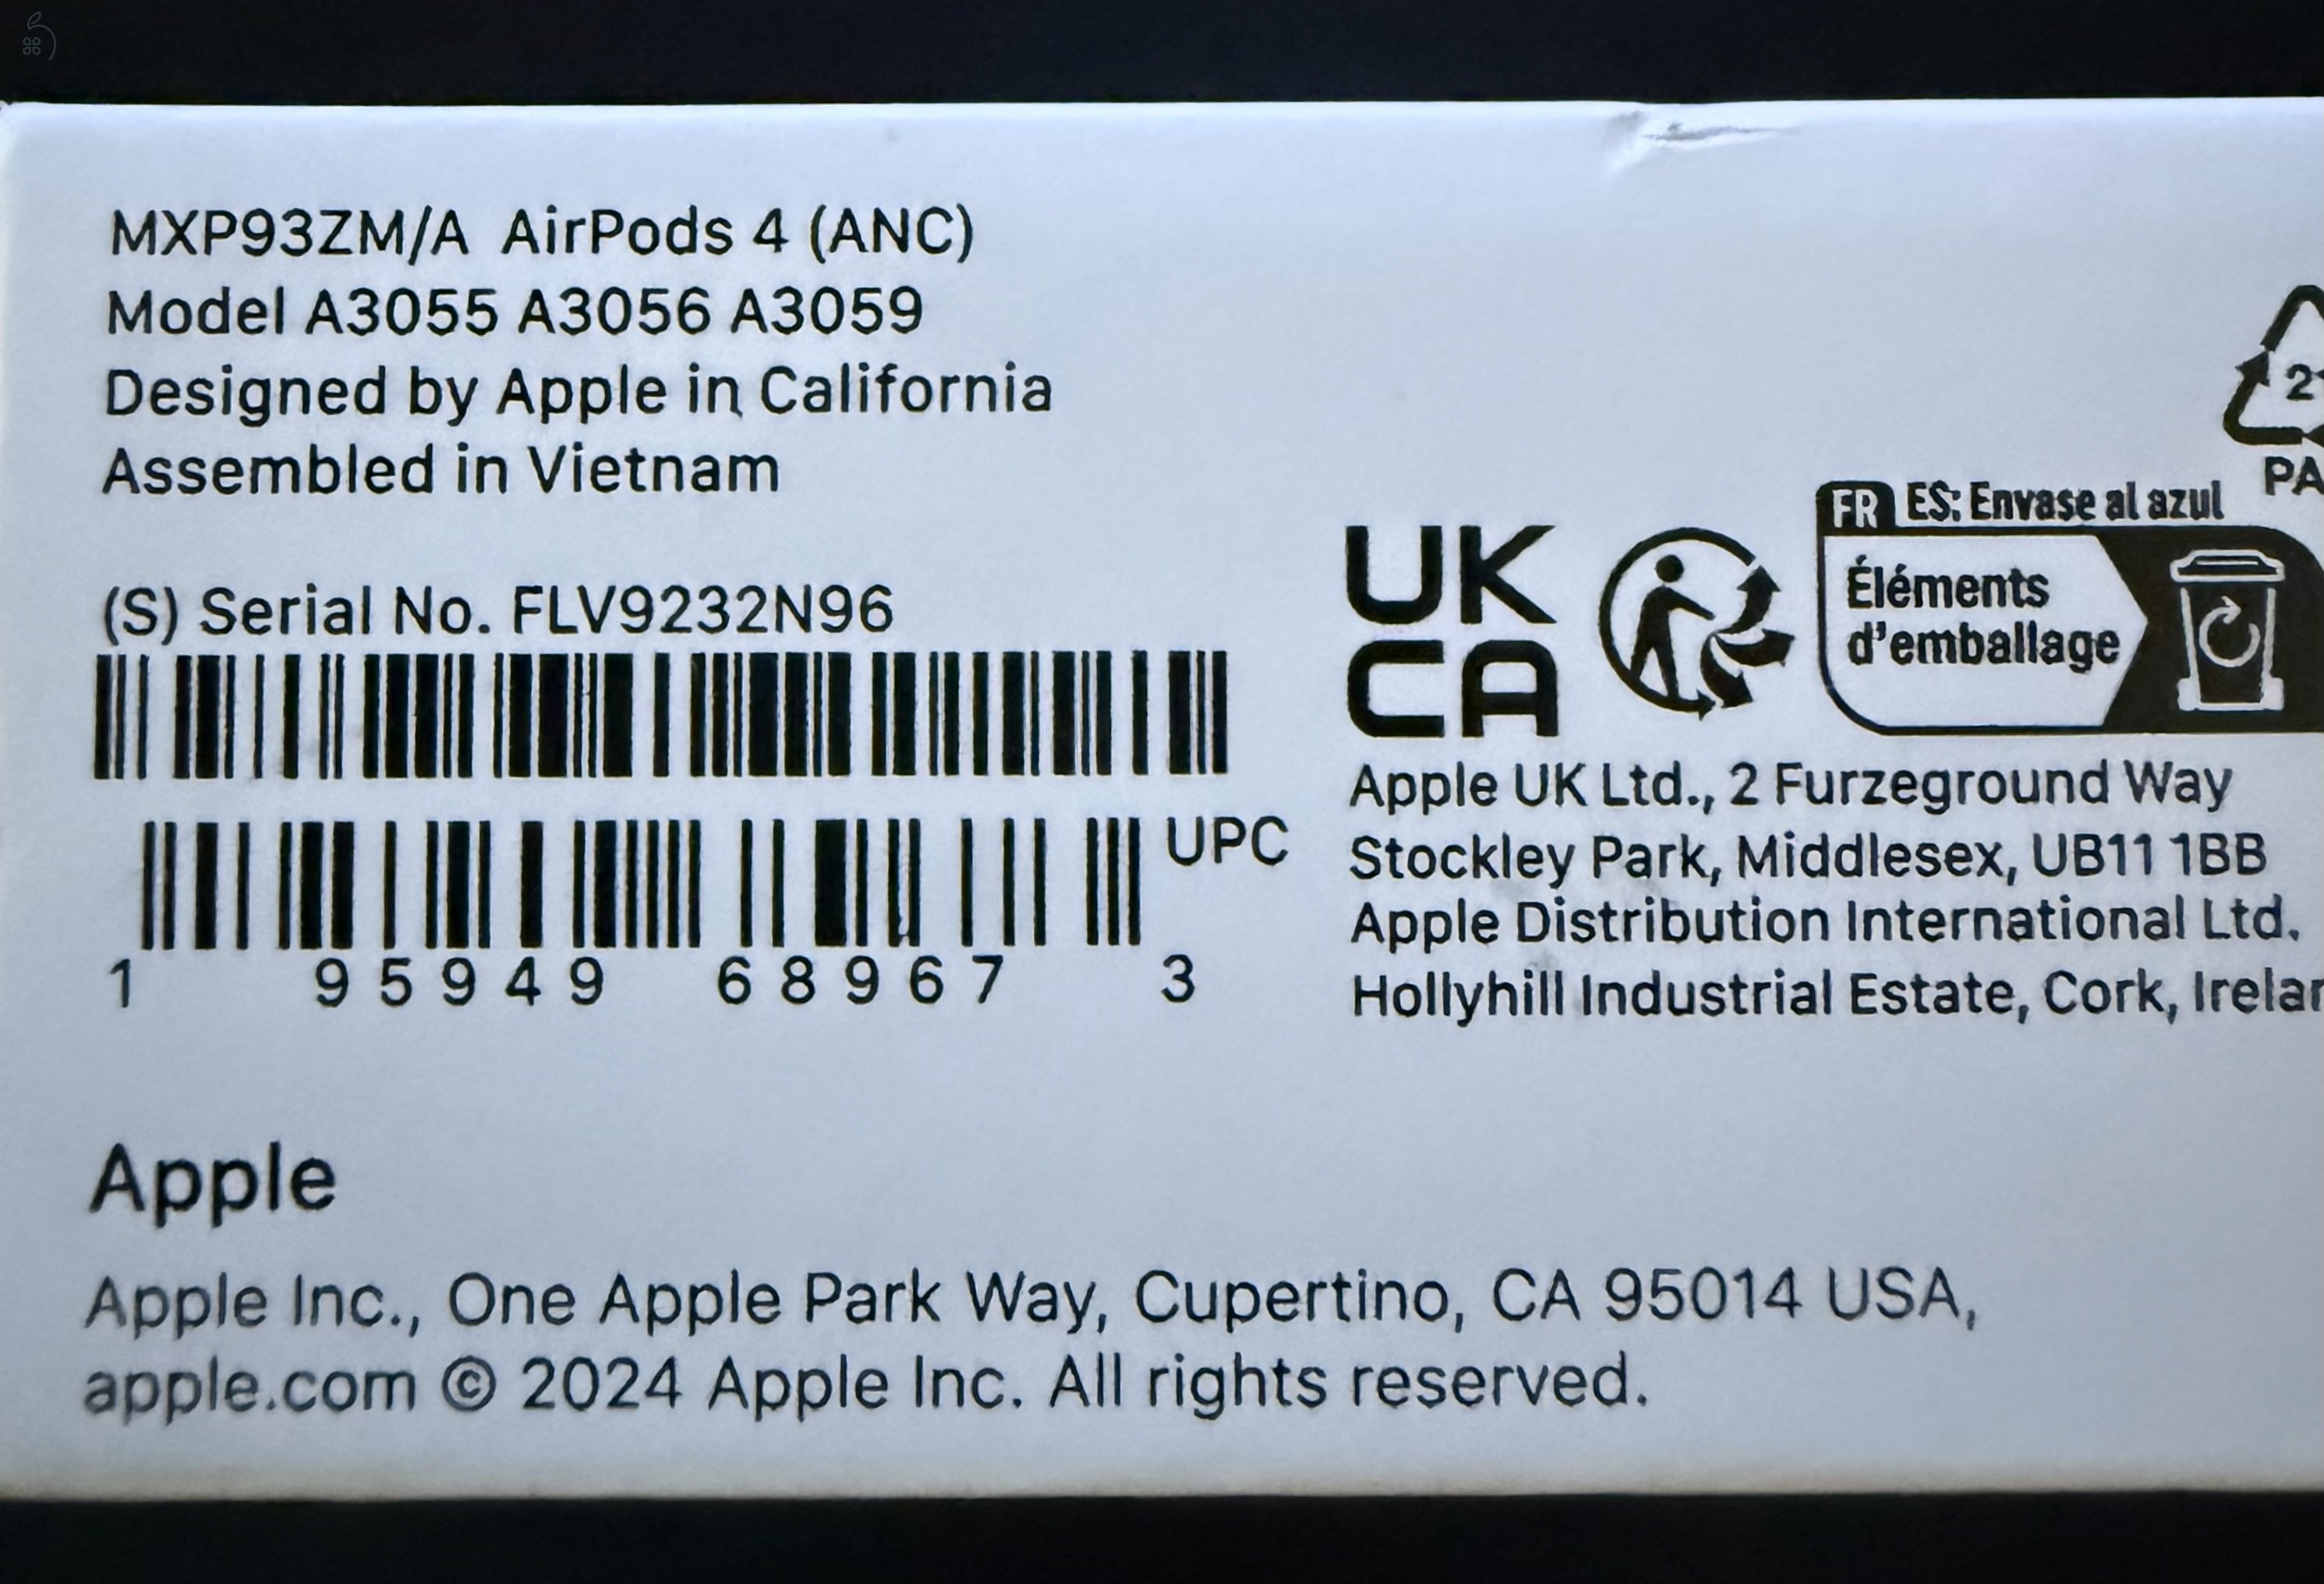 MXP93ZM/A AirPods 4 (ANC)
Model A3055 A3056 A3059
Designed by Apple in California
Assembled in Vietnam
(S) Serial No. FLV9232N96
UPC
1 95949 68967 3
21
PA
FR ES: Envase al azul
Éléments
d'emballage
UK
CA
Apple UK Ltd., 2 Furzeground Way
Stockley Park, Middlesex, UB11 1BB
Apple Distribution International Ltd.
Hollyhill Industrial Estate, Cork,
Apple
Apple Inc., One Apple Park Way, Cupertino, CA 95014 USA,
apple.com © 2024 Apple Inc. All rights reserved.